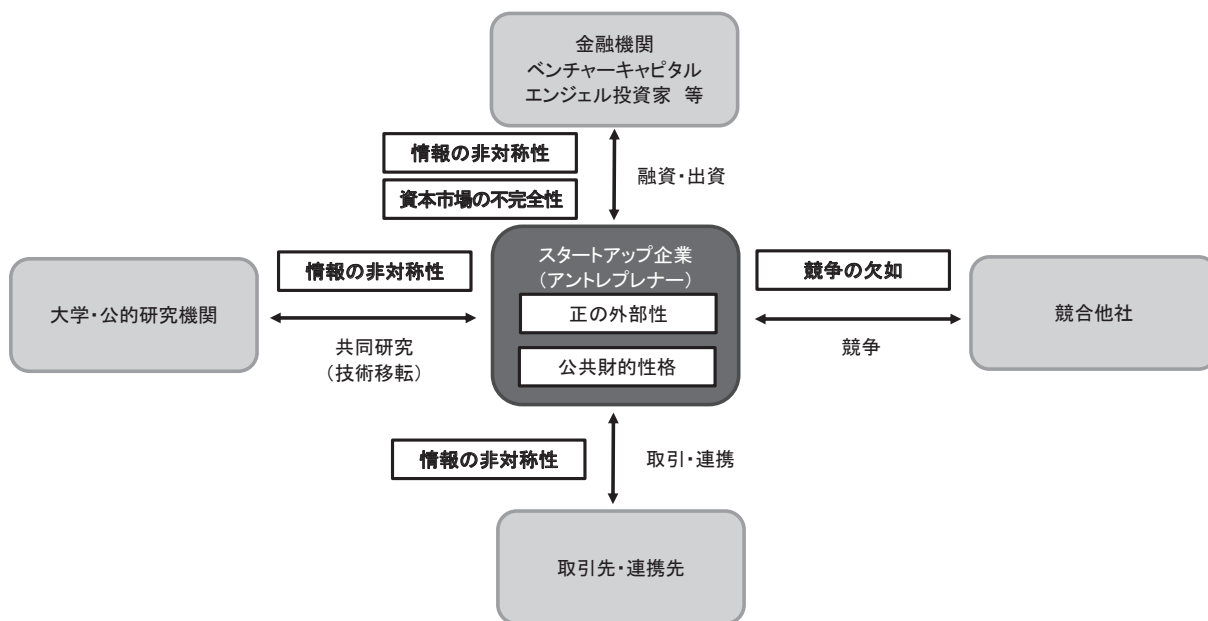 金融機関
ベンチャーキャピタル
エンジェル投資家 等
情報の非対称性
資本市場の不完全性
融資・出資
大学・公的研究機関
情報の非対称性
共同研究
（技術移転）
スタートアップ企業
（アントレプレナー）
正の外部性
公共財的性格
競争の欠如
競争
競合他社
情報の非対称性
取引・連携
取引先・連携先